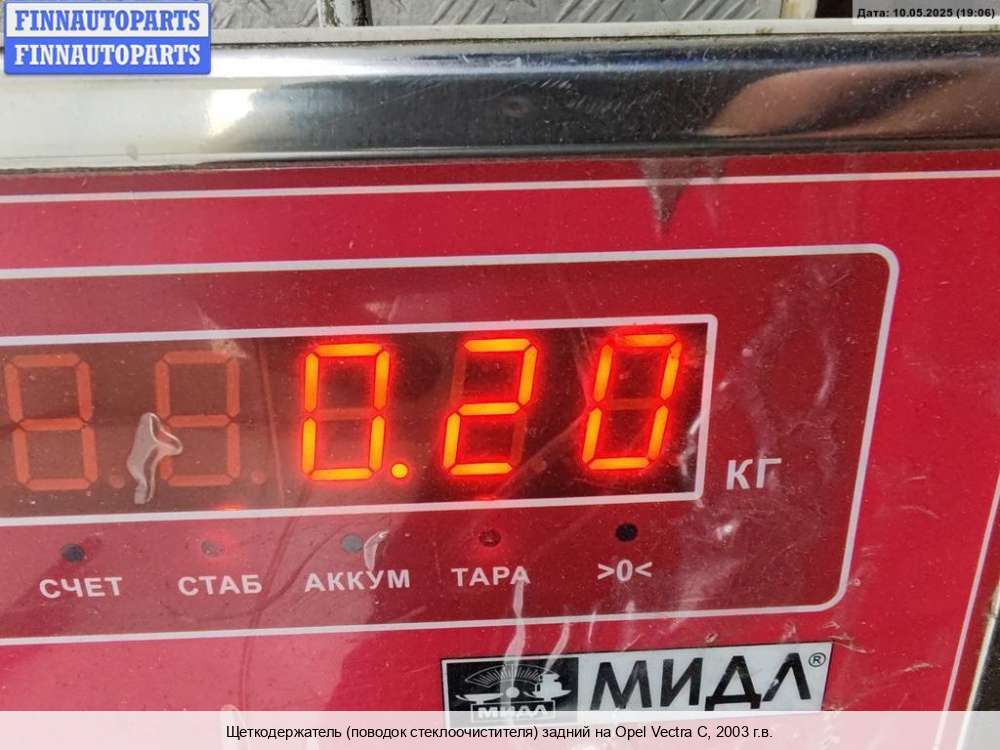 FINNAUTOPARTS
FINNAUTOPARTS
Дата: 10.05.2025 (19:06)
0.20
КГ
СЧЕТ СТАБ АККУМ ТАРА >0<
МИДЛ МИДЛ®
Щеткодержатель (поводок стеклоочистителя) задний на Opel Vectra C, 2003 г.в.